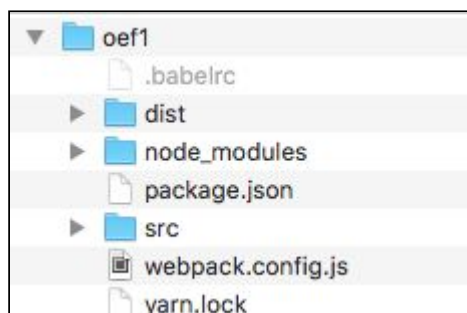 oef1
.babelrc
dist
node_modules
package.json
src
webpack.config.js
yarn.lock